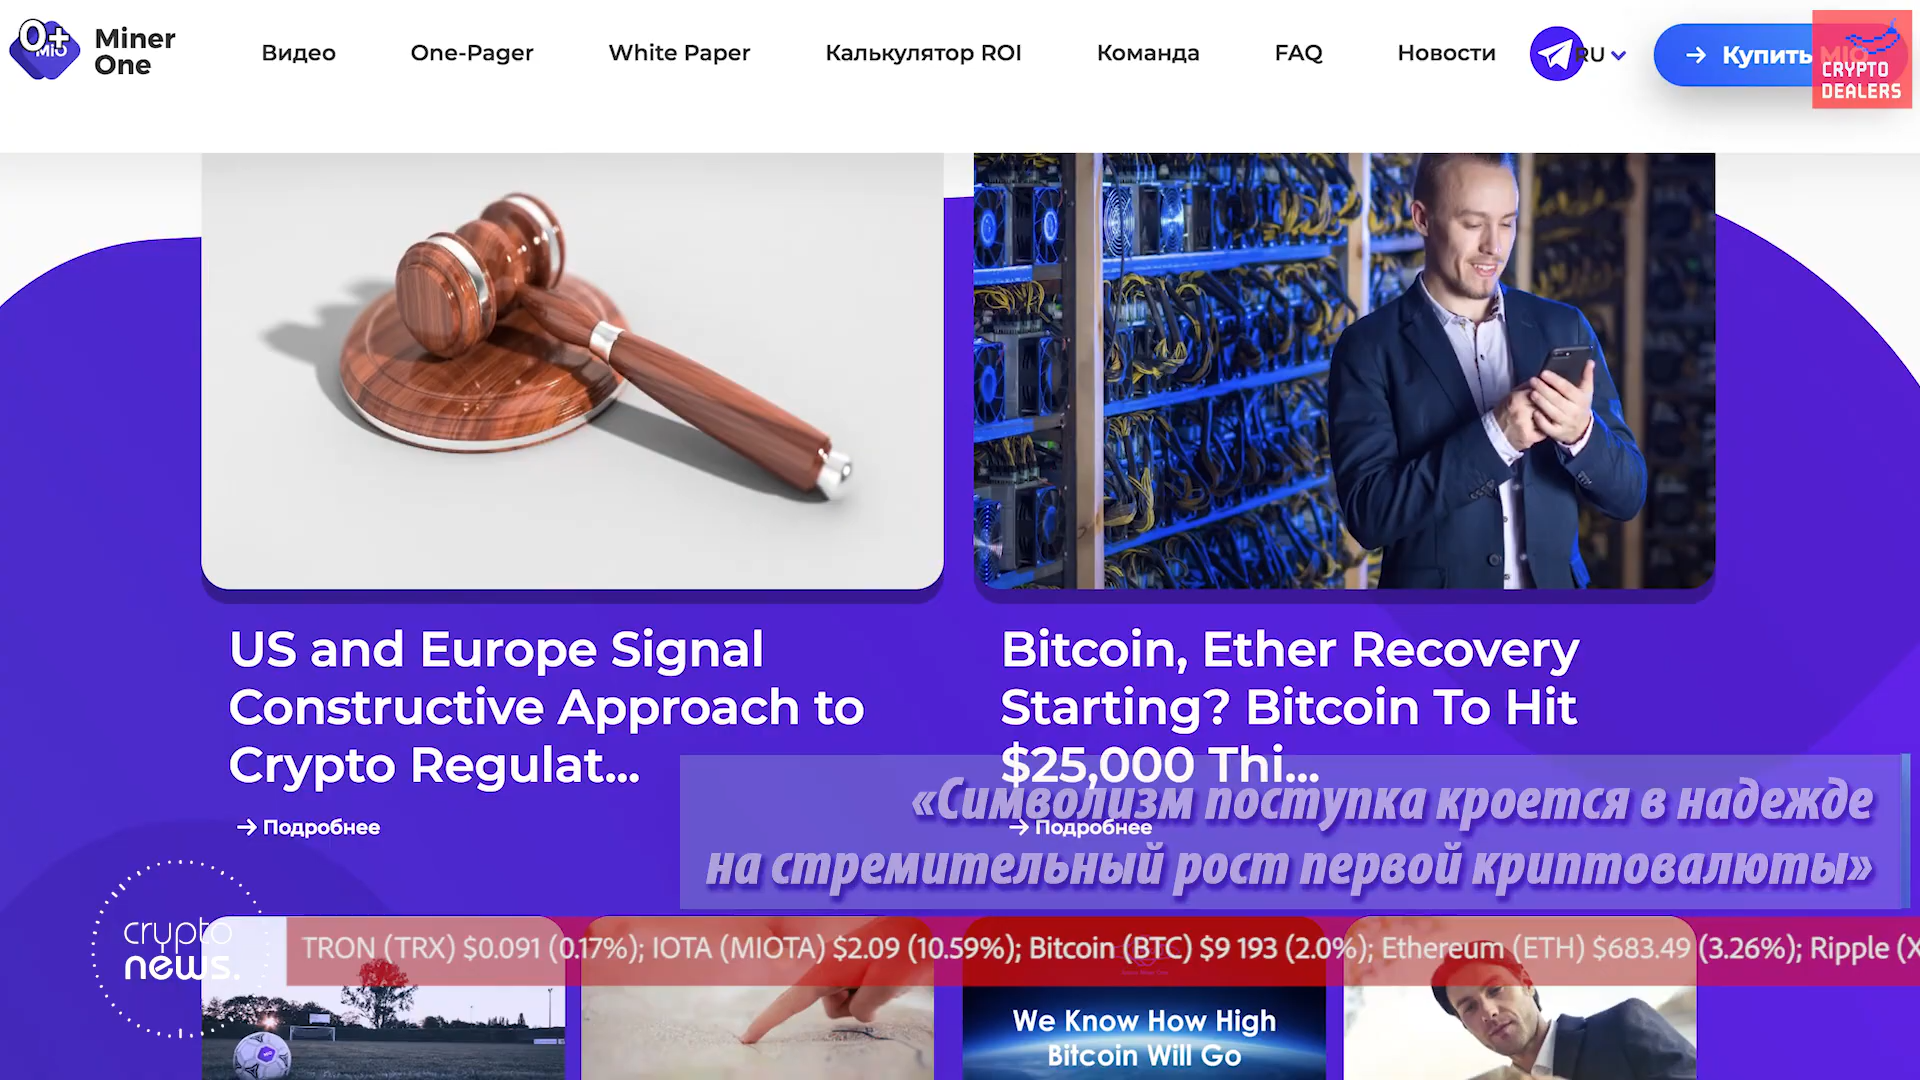 0+
MiO
Miner
One
Видео
One-Pager
White Paper
Калькулятор ROI
Команда
FAQ
Новости
RU
Купить MIO
CRYPTO
DEALERS
US and Europe Signal
Constructive Approach to
Crypto Regulat...
Подробнее
Bitcoin, Ether Recovery
Starting? Bitcoin To Hit
$25,000 Thi...
Подробнее
«Символизм поступка кроется в надежде
на стремительный рост первой криптовалюты»
crypto
news.
TRON (TRX) $0.091 (0.17%); IOTA (MIOTA) $2.09 (10.59%); Bitcoin (BTC) $9 193 (2.0%); Ethereum (ETH) $683.49 (3.26%); Ripple (X
We Know How High
Bitcoin Will Go